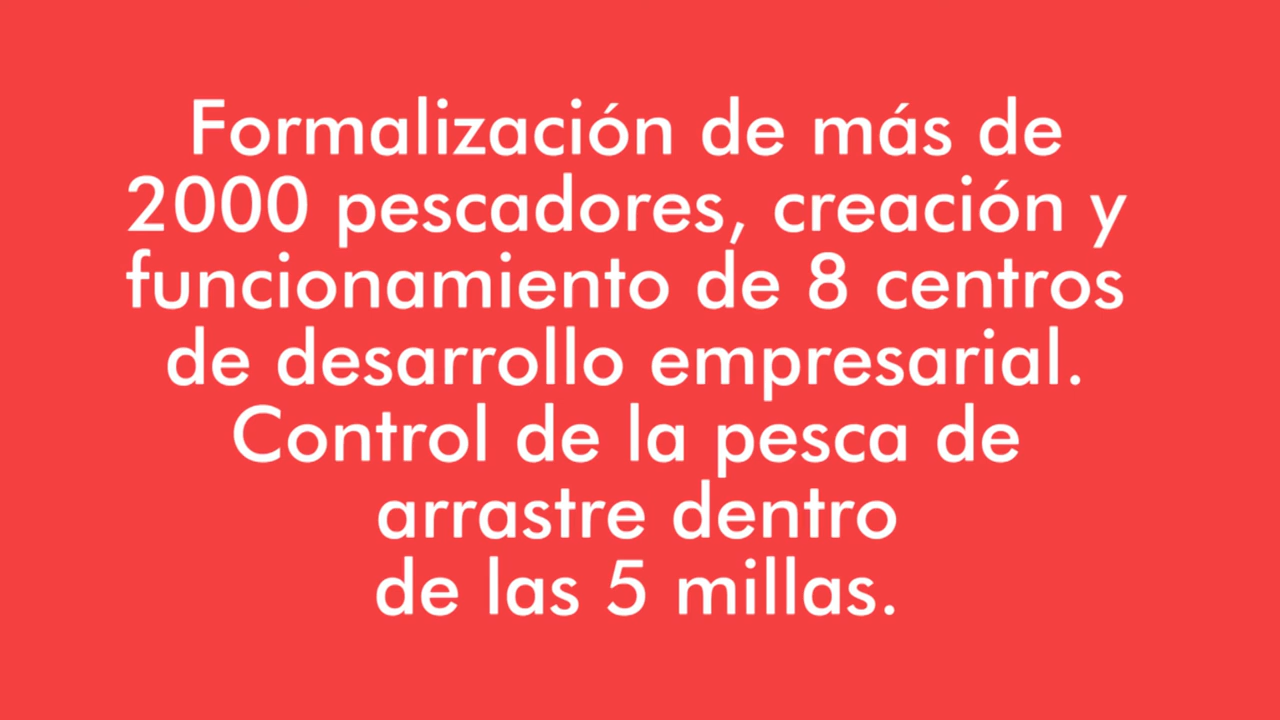 Formalización de más de
2000 pescadores, creación y
funcionamiento de 8 centros
de desarrollo empresarial.
Control de la pesca de
arrastre dentro
de las 5 millas.